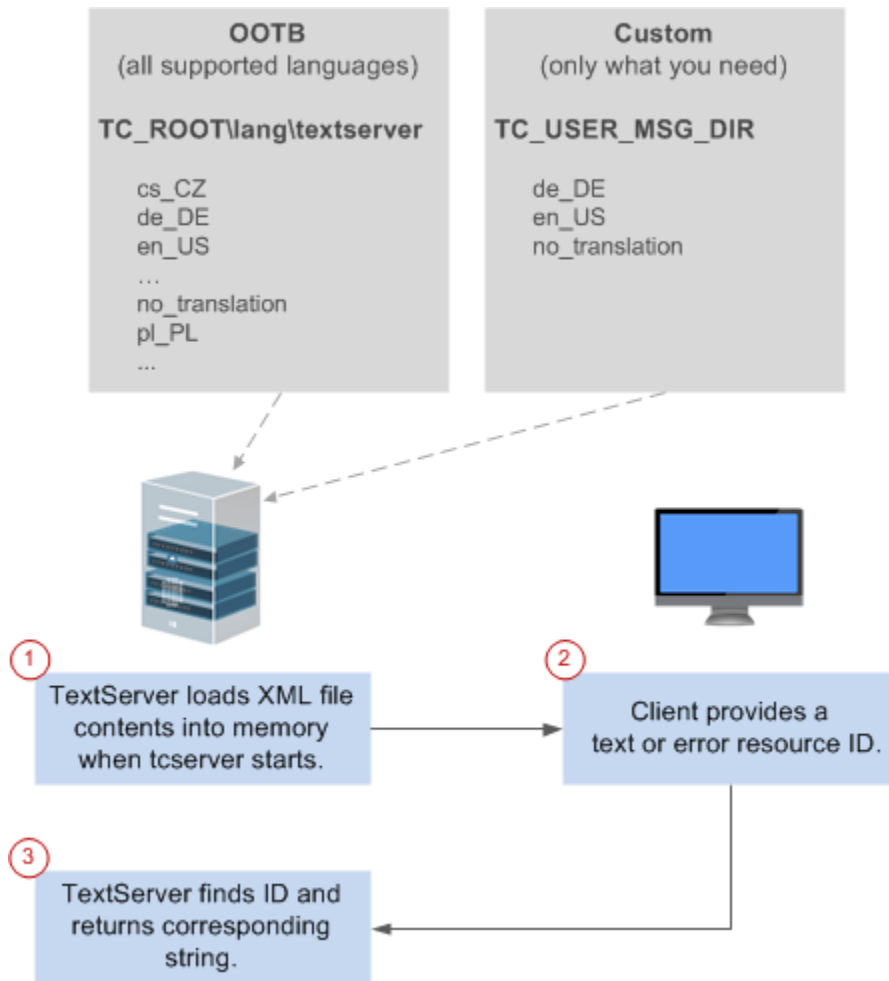 OOTB
(all supported languages)
TC_ROOT\lang\textserver
cs_CZ
de_DE
en_US
...
no_translation
pl_PL
...
Custom
(only what you need)
TC_USER_MSG_DIR
de_DE
en_US
no_translation
1
TextServer loads XML file
contents into memory
when tcserver starts.
2
Client provides a
text or error resource ID.
3
TextServer finds ID and
returns corresponding
string.